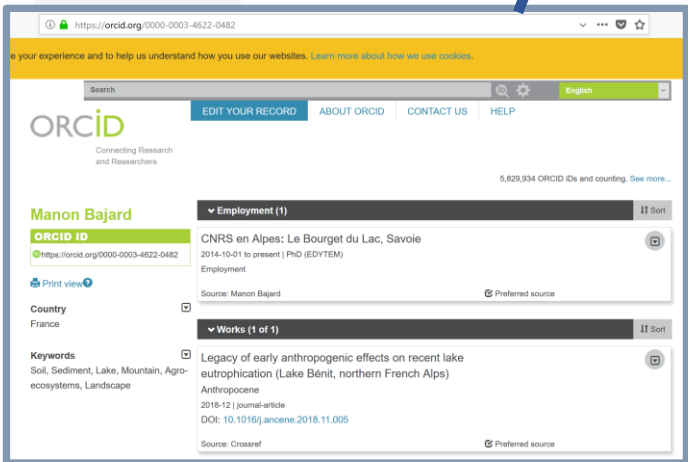 https://orcid.org/0000-0003-4622-0482
e your experience and to help us understand how you use our websites. Learn more about how we use cookies.
Search
English
ORCID
Connecting Research
and Researchers
EDIT YOUR RECORD ABOUT ORCID CONTACT US HELP
5,829,934 ORCID iDs and counting. See more...
Manon Bajard
ORCID ID
https://orcid.org/0000-0003-4622-0482
Print view
Country
France
Keywords
Soil, Sediment, Lake, Mountain, Agro-
ecosystems, Landscape
Employment (1) Sort
CNRS en Alpes: Le Bourget du Lac, Savoie
2014-10-01 to present | PhD (EDYTEM)
Employment
Source: Manon Bajard Preferred source
Works (1 of 1) Sort
Legacy of early anthropogenic effects on recent lake
eutrophication (Lake Bénit, northern French Alps)
Anthropocene
2018-12 | journal-article
DOI: 10.1016/j.ancene.2018.11.005
Source: Crossref Preferred source